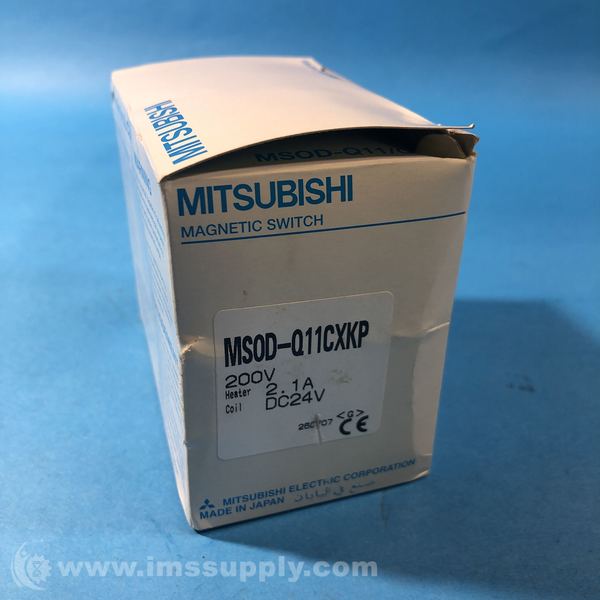 MITSUBISHI
MSOD-Q11
MITSUBISHI
MAGNETIC SWITCH
MSOD-Q11CXKP
200V
Heater 2.1A
Coil DC24V
<G>
CE
MITSUBISHI ELECTRIC CORPORATION
MADE IN JAPAN
www.imssupply.com